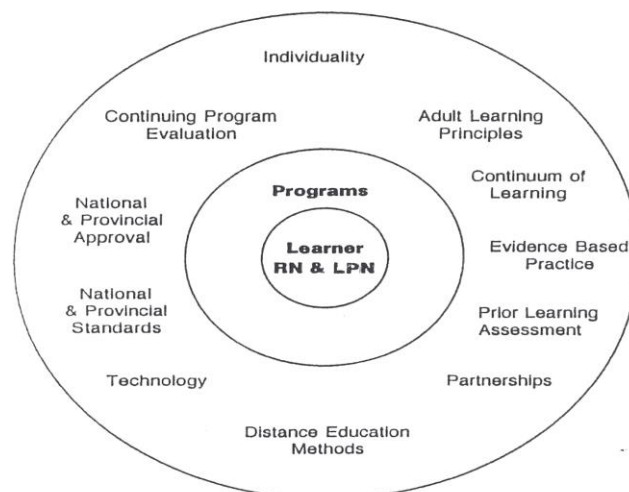 Individuality
Continuing Program
Evaluation
Adult Learning
Principles
Continuum of
Learning
Programs
National
& Provincial
Approval
Learner
RN & LPN
Evidence Based
Practice
National
& Provincial
Standards
Prior Learning
Assessment
Technology
Partnerships
Distance Education
Methods